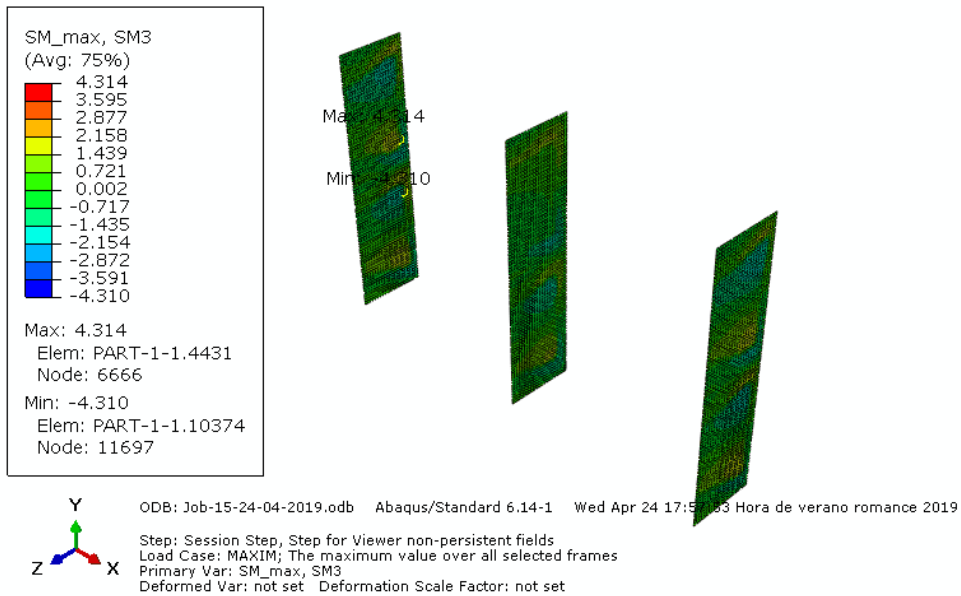 SM_max, SM3
(Avg: 75%)
4.314
3.595
2.877
2.158
1.439
0.721
0.002
-0.717
-1.435
-2.154
-2.872
-3.591
-4.310
Max: 4.314
Elem: PART-1-1.4431
Node: 6666
Min: -4.310
Elem: PART-1-1.10374
Node: 11697
Max: 4.314
Min: -4.310
Y
Z
X
ODB: Job-15-24-04-2019.odb Abaqus/Standard 6.14-1 Wed Apr 24 Hora de verano romance 2019
Step: Session Step, Step for Viewer non-persistent fields
Load Case: MAXIM; The maximum value over all selected frames
Primary Var: SM_max, SM3
Deformed Var: not set Deformation Scale Factor: not set